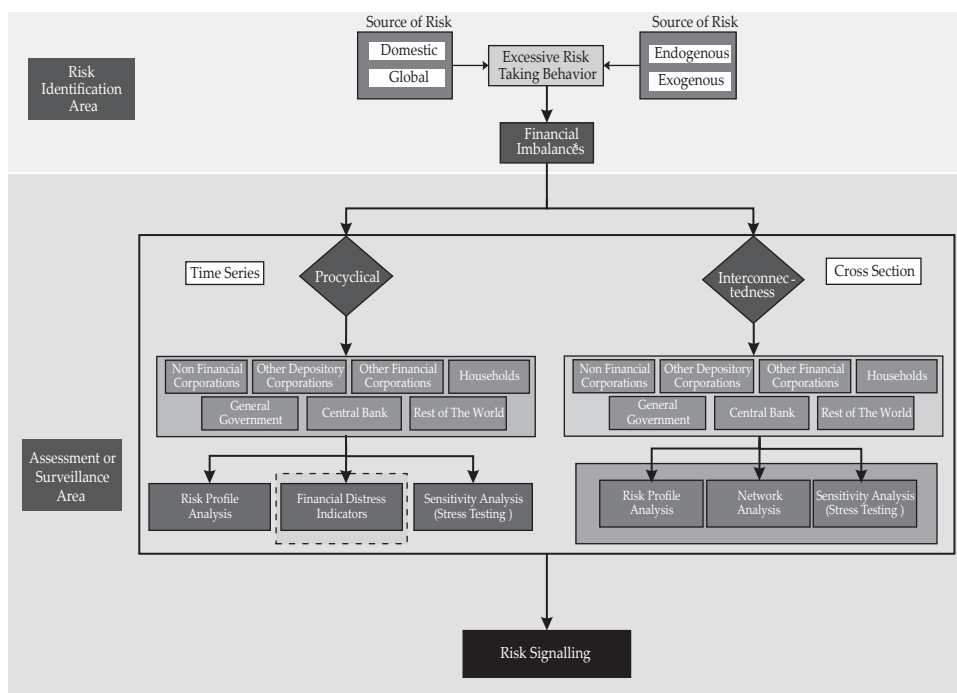 Source of Risk
Source of Risk
Domestic
Global
Excessive Risk
Taking Behavior
Endogenous
Exogenous
Risk
Identification
Area
Financial
Imbalances
Time Series
Procyclical
Interconnec-
tedness
Cross Section
Non Financial
Corporations
Other Depository
Corporations
Other Financial
Corporations
Households
General
Government
Central Bank
Rest of The World
Non Financial
Corporations
Other Depository
Corporations
Other Financial
Corporations
Households
General
Government
Central Bank
Rest of The World
Assessment or
Surveillance
Area
Risk Profile
Analysis
Financial Distress
Indicators
Sensitivity Analysis
(Stress Testing )
Risk Profile
Analysis
Network
Analysis
Sensitivity Analysis
(Stress Testing )
Risk Signalling